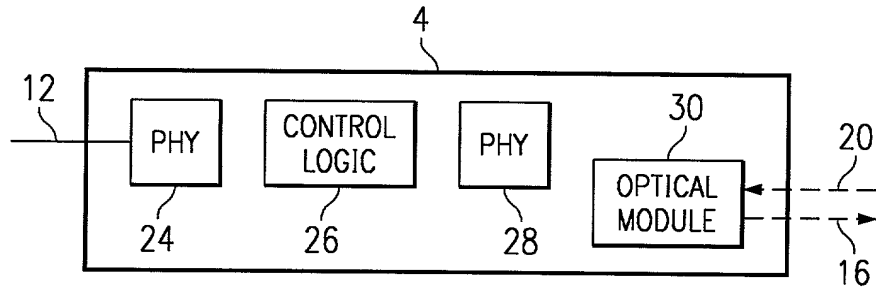 4
12
PHY
CONTROL
LOGIC
PHY
30
20
OPTICAL
MODULE
24
26
28
16